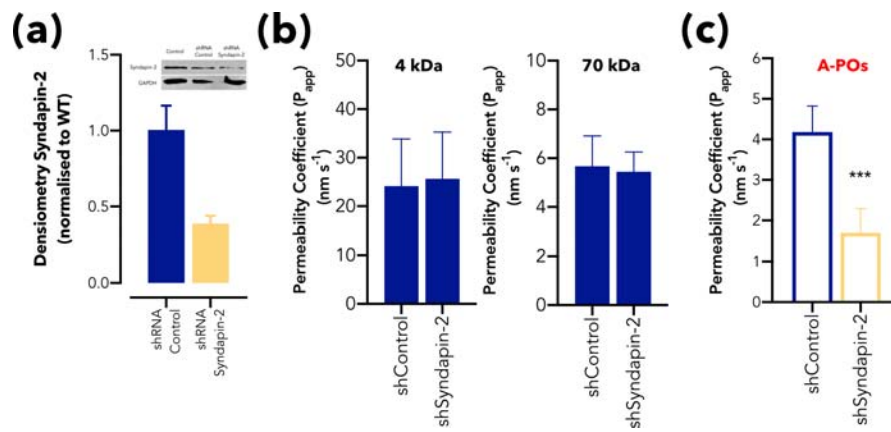 (a)
Densiometry Syndapin-2
(normalised to WT)
1.5
1.0
0.5
0.0
Control
shRNA
Control
shRNA
Syndapin-2
Syndapin-2
GAPDH
shRNA
Control
shRNA
Syndapin-2
(b)
4 kDa
Permeability Coefficient (Papp)
(nm s-1)
50
40
30
20
10
0
shControl
shSyndapin-2
70 kDa
Permeability Coefficient (Papp)
(nm s-1)
10
8
6
4
2
0
shControl
shSyndapin-2
(c)
A-POs
Permeability Coefficient (Papp)
(nm s-1)
6
5
4
3
2
1
0
***
shControl
shSyndapin-2